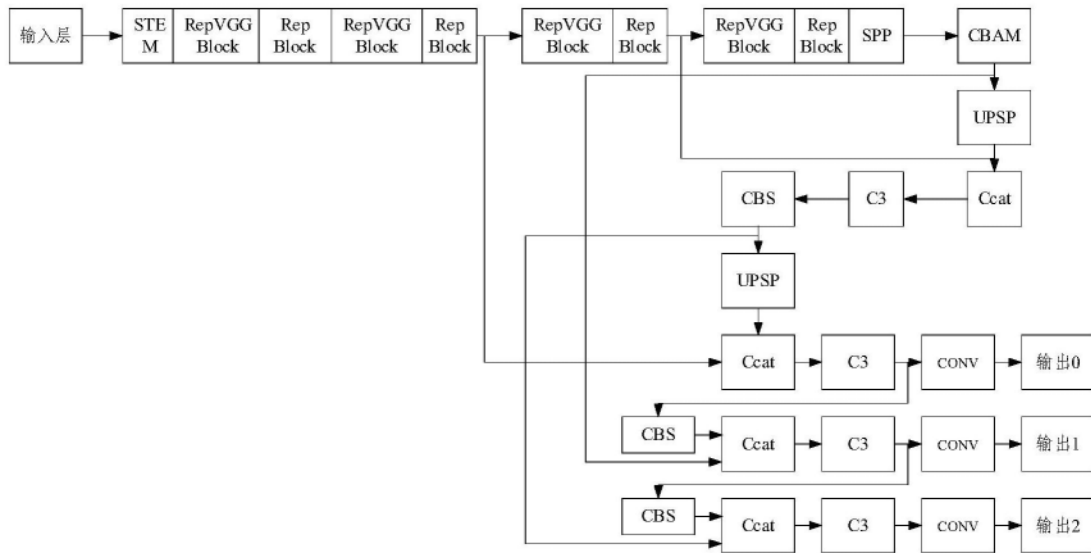 输入层
STE
M
RepVGG
Block
Rep
Block
RepVGG
Block
Rep
Block
RepVGG
Block
Rep
Block
RepVGG
Block
Rep
Block
SPP
CBAM
UPSP
CBS
C3
Ccat
UPSP
Ccat
C3
CONV
输出0
CBS
Ccat
C3
CONV
输出1
CBS
Ccat
C3
CONV
输出2